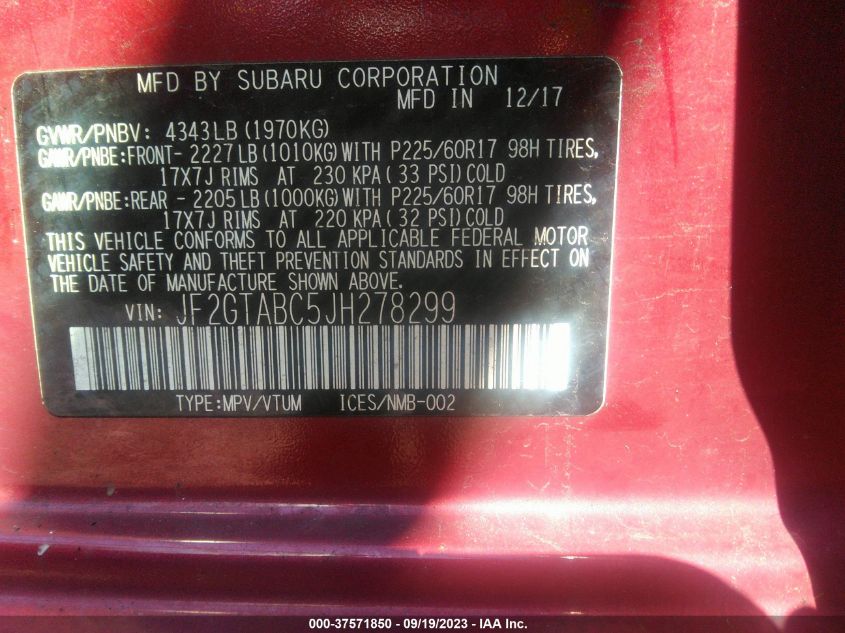 MFD BY SUBARU CORPORATION
MFD IN 12/17
GVWR/PNBV: 4343LB (1970KG)
GAWR/PNBE:FRONT- 2227 LB (1010KG) WITH P225/60R17 98H TIRES,
17X7J RIMS AT 230 KPA (33 PSI) COLD
GAWR/PNBE:REAR - 2205 LB (1000KG) WITH P225/60R17 98H TIRES,
17X7J RIMS AT 220 KPA (32 PSI) COLD
THIS VEHICLE CONFORMS TO ALL APPLICABLE FEDERAL MOTOR
VEHICLE SAFETY AND THEFT PREVENTION STANDARDS IN EFFECT ON
THE DATE OF MANUFACTURE SHOWN ABOVE.
VIN: JF2GTABC5JH278299
TYPE:MPV/VTUM ICES/NMB-002
000-37571850 - 09/19/2023 - IAA Inc.